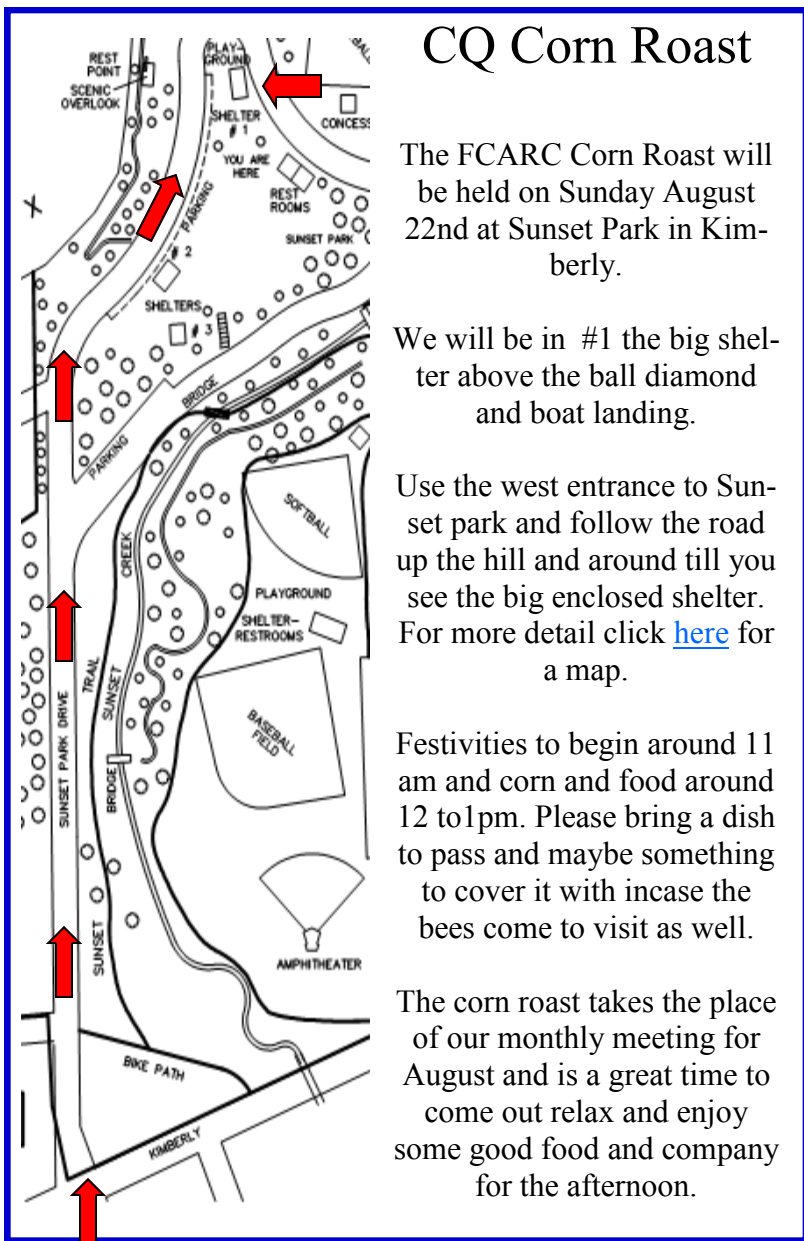 CQ Corn Roast
The FCARC Corn Roast will
be held on Sunday August
22nd at Sunset Park in Kim-
berly.
We will be in  #1 the big shel-
ter above the ball diamond
and boat landing.
Use the west entrance to Sun-
set park and follow the road
up the hill and around till you
see the big enclosed shelter.
For more detail click here for
a map.
Festivities to begin around 11
am and corn and food around
12 to1pm. Please bring a dish
to pass and maybe something
to cover it with incase the
bees come to visit as well.
The corn roast takes the place
of our monthly meeting for
August and is a great time to
come out relax and enjoy
some good food and company
for the afternoon.
REST
POINT
SCENIC
OVERLOOK
PLAY-
GROUND
SHELTER
# 1
YOU ARE
HERE
CONCESS
REST
ROOMS
PARKING
SUNSET PARK
# 2
SHELTERS
# 3
BRIDGE
PARKING
SOFTBALL
CREEK
PLAYGROUND
SHELTER-
RESTROOMS
TRAIL
SUNSET
BASEBALL
FIELD
SUNSET PARK DRIVE
BRIDGE
SUNSET
AMPHITHEATER
BIKE PATH
KIMBERLY